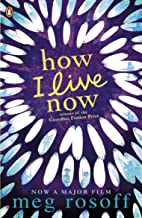 how
I live
now
winner of the
Guardian Fiction Prize
NOW A MAJOR FILM
meg rosoff